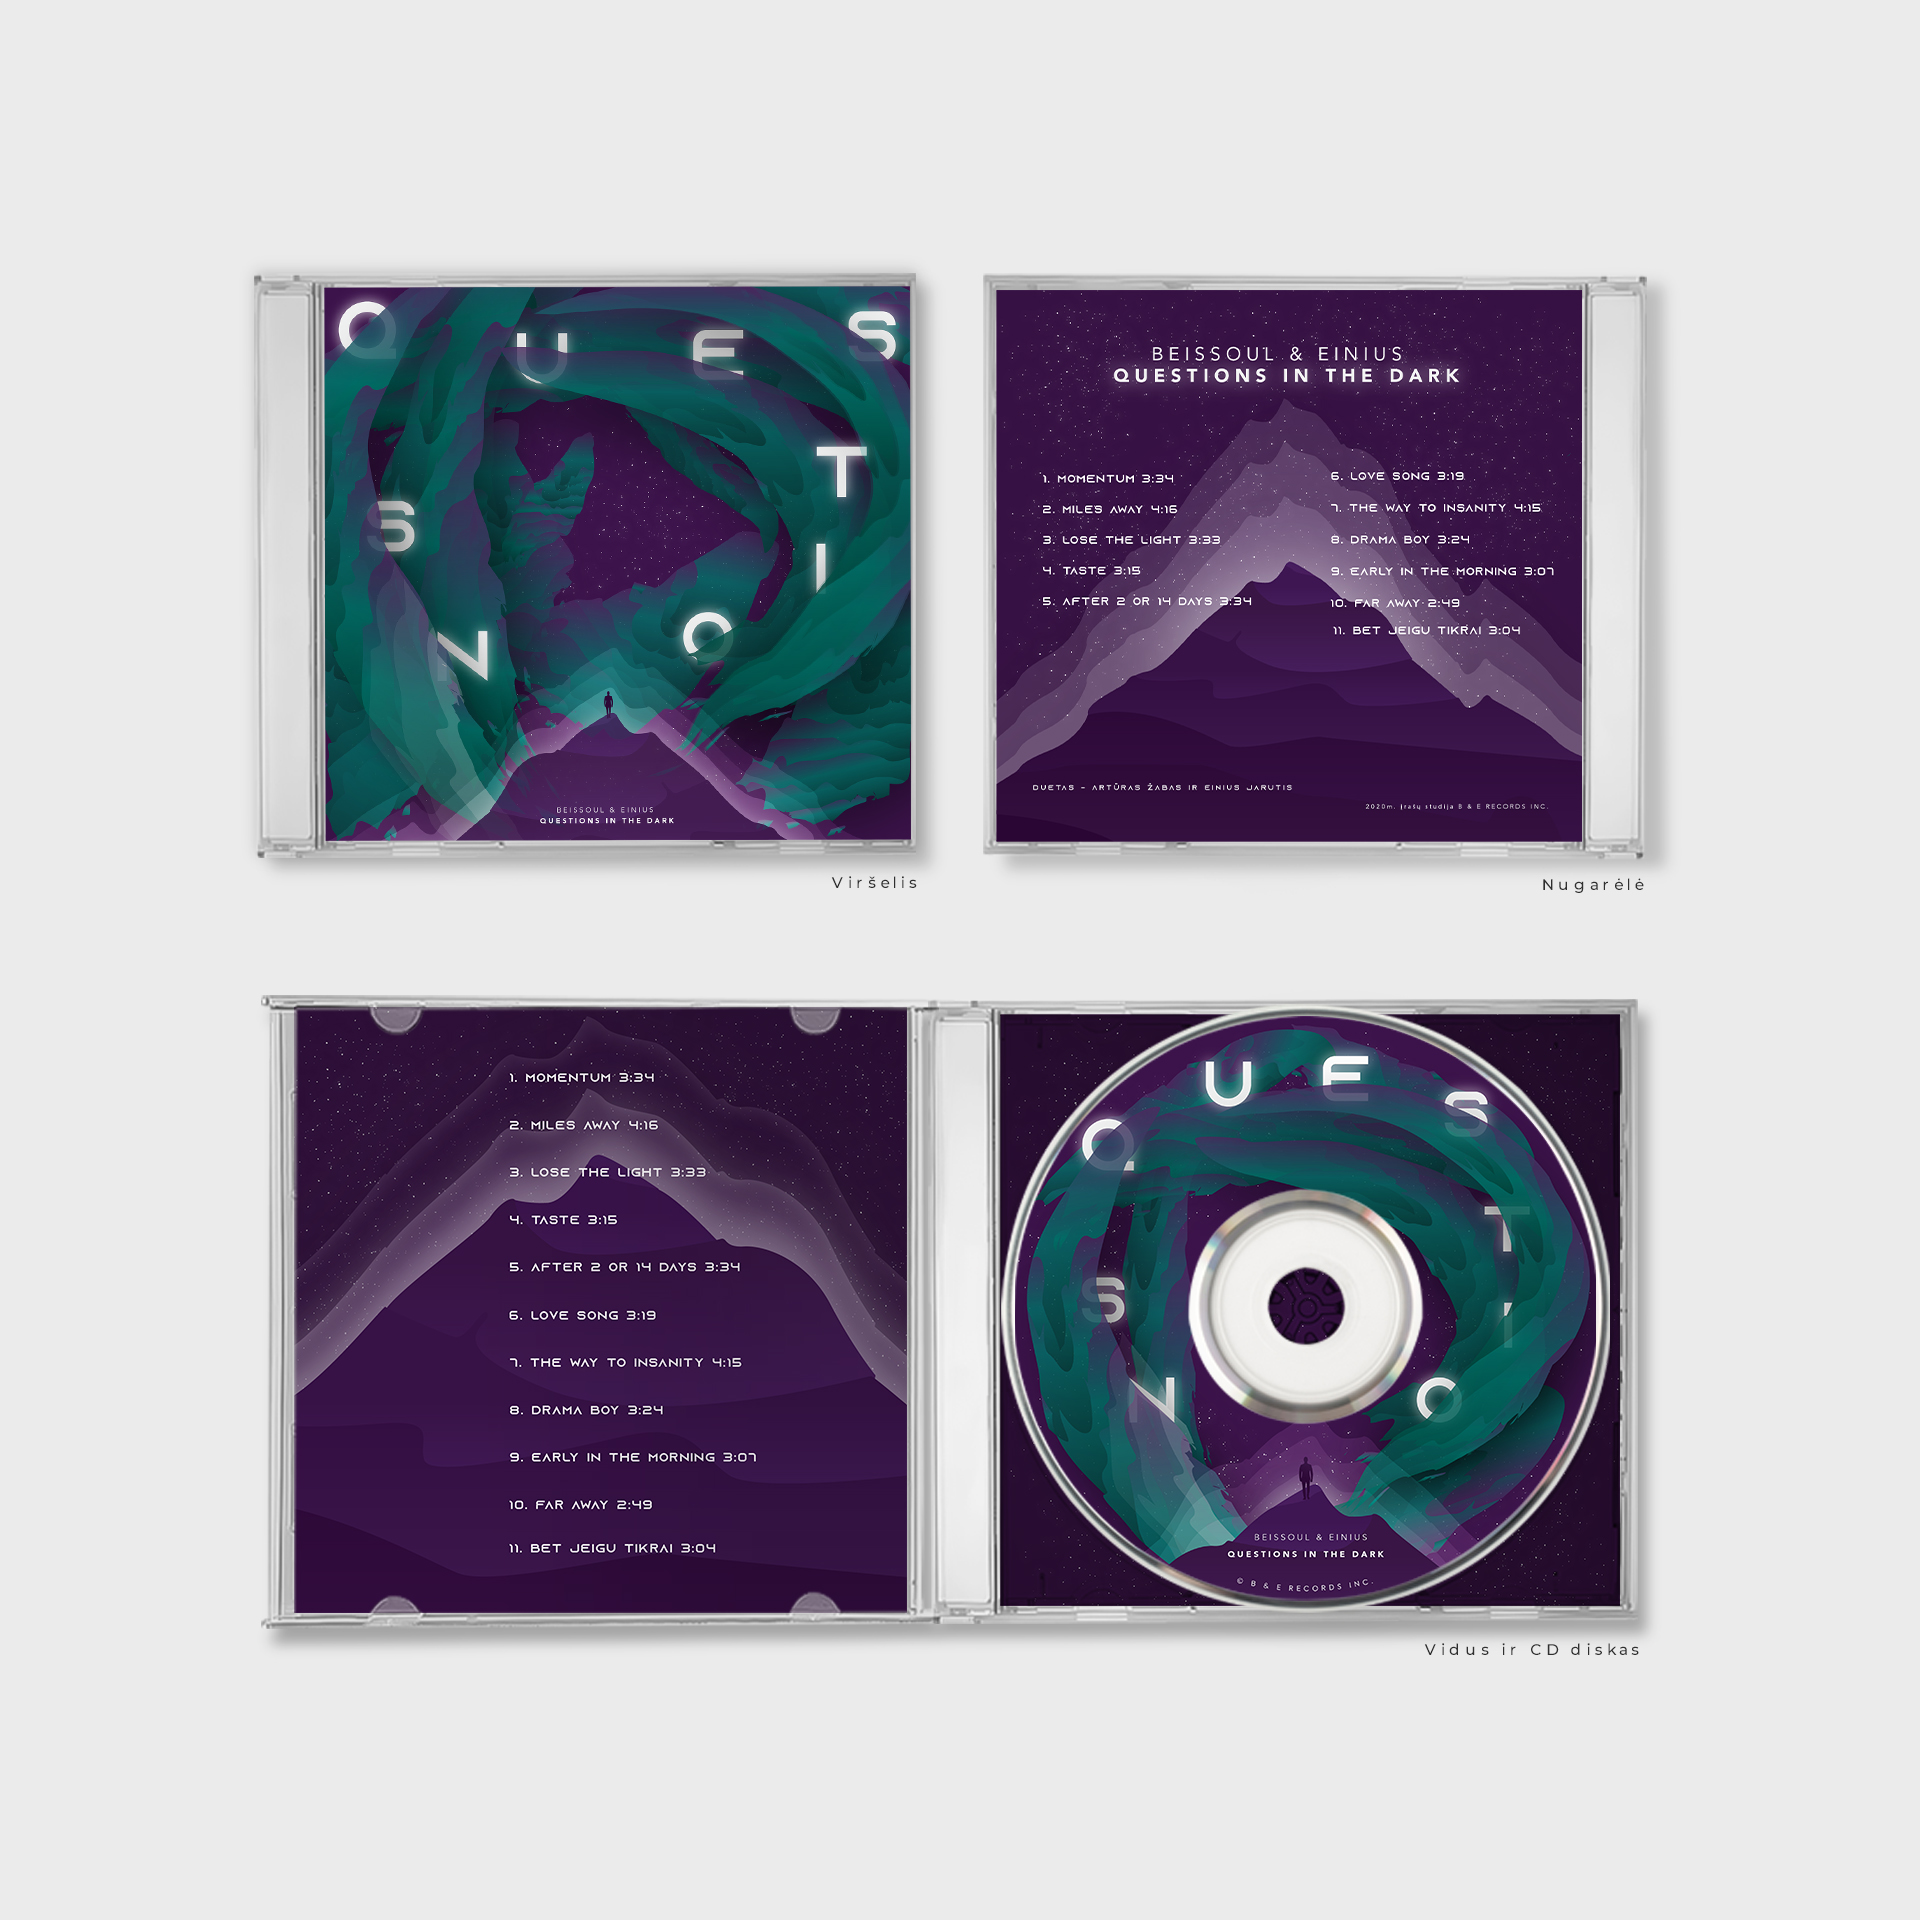 QUESTIONS
BEISSOUL & EINIUS
QUESTIONS IN THE DARK
Viršelis
BEISSOUL & EINIUS
QUESTIONS IN THE DARK
1. MOMENTUM 3:34
2. MILES AWAY 4:16
3. LOSE THE LIGHT 3:33
4. TASTE 3:15
5. AFTER 2 OR 14 DAYS 3:34
6. LOVE SONG 3:19
7. THE WAY TO INSANITY 4:15
8. DRAMA BOY 3:24
9. EARLY IN THE MORNING 3:07
10. FAR AWAY 2:49
11. BET JEIGU TIKRAI 3:04
DUETAS - ARTŪRAS ŽABAS IR EINIUS JARUTIS
2020m. Įrašų studija B & E RECORDS INC.
Nugarėlė
1. MOMENTUM 3:34
2. MILES AWAY 4:16
3. LOSE THE LIGHT 3:33
4. TASTE 3:15
5. AFTER 2 OR 14 DAYS 3:34
6. LOVE SONG 3:19
7. THE WAY TO INSANITY 4:15
8. DRAMA BOY 3:24
9. EARLY IN THE MORNING 3:07
10. FAR AWAY 2:49
11. BET JEIGU TIKRAI 3:04
QUESTIONS
BEISSOUL & EINIUS
QUESTIONS IN THE DARK
© B & E RECORDS INC.
Vidus ir CD diskas